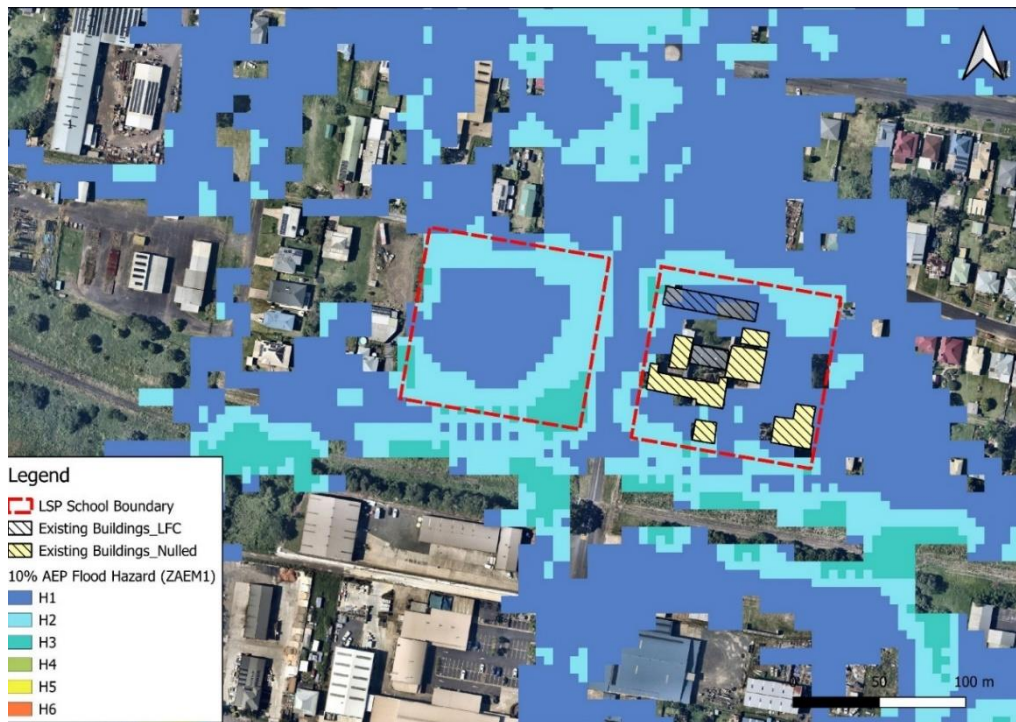 Legend
LSP School Boundary
Existing Buildings_LFC
Existing Buildings_Nulled
10% AEP Flood Hazard (ZAEM1)
H1
H2
H3
H4
H5
H6
0 50 100 m